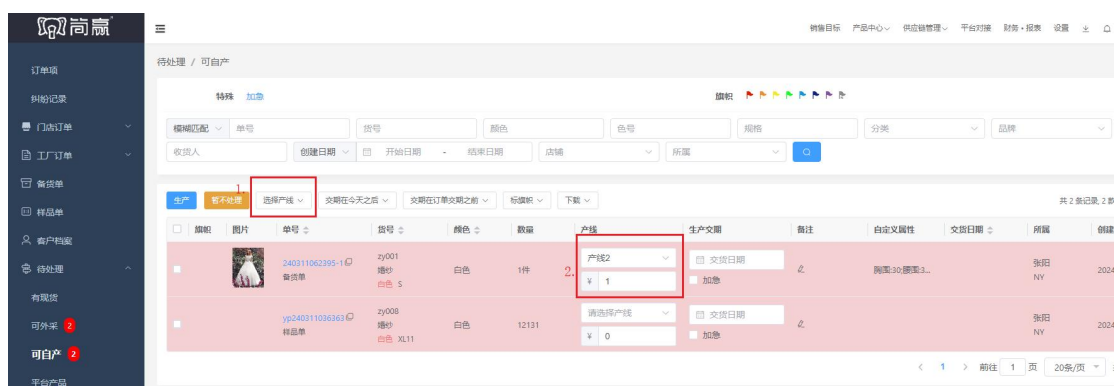 简赢
销售目标 产品中心 供应链管理 平台对接 财务·报表 设置
订单项
纠纷记录
门店订单
工厂订单
备货单
样品单
客户档案
待处理
有现货
可外采 2
可自产 2
平台产品
待处理 / 可自产
特殊 加急 旗帜
模糊匹配 单号 货号 颜色 色号 规格 分类 品牌
收货人 创建日期 开始日期 - 结束日期 店铺 所属
1.
生产 暂不处理 选择产线 交期在今天之后 交期在订单交期之前 标旗帜 下载 共 2 条记录, 2
旗帜 图片 单号 货号 颜色 数量 产线 生产交期 备注 自定义属性 交货日期 所属 创建
240311062395-1 备货单 zy001 婚纱 白色 S 白色 1件 2. 产线2 ¥ 1 交货日期 加急 胸围:30;腰围:3... 张阳 NY 2024
yp240311036363 样品单 zy008 婚纱 白色 XL11 白色 12131 请选择产线 ¥ 0 交货日期 加急 张阳 NY 2024
< 1 > 前往 1 页 20条/页